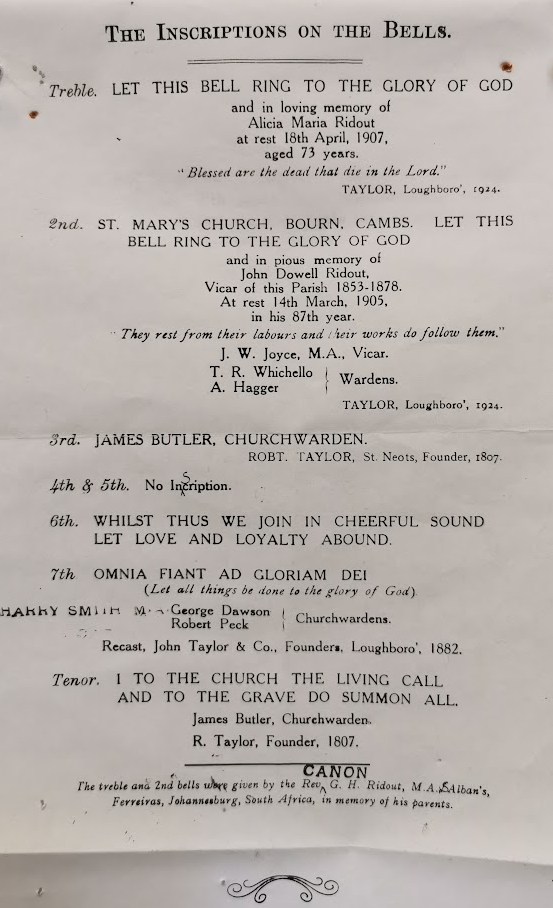 THE INSCRIPTIONS ON THE BELLS.
Treble. LET THIS BELL RING TO THE GLORY OF GOD
and in loving memory of
Alicia Maria Ridout
at rest 18th April, 1907,
aged 73 years.
"Blessed are the dead that die in the Lord."
TAYLOR, Loughboro', 1924.
2nd. ST. MARY'S CHURCH, BOURN, CAMBS. LET THIS
BELL RING TO THE GLORY OF GOD
and in pious memory of
John Dowell Ridout,
Vicar of this Parish 1853-1878.
At rest 14th March, 1905,
in his 87th year.
"They rest from their labours and their works do follow them."
J. W. Joyce, M.A., Vicar.
T. R. Whichello
A. Hagger
Wardens.
TAYLOR, Loughboro', 1924.
3rd. JAMES BUTLER, CHURCHWARDEN.
ROBT. TAYLOR, St. Neots, Founder, 1807.
4th & 5th. No Inscription.
6th. WHILST THUS WE JOIN IN CHEERFUL SOUND
LET LOVE AND LOYALTY ABOUND.
7th OMNIA FIANT AD GLORIAM DEI
(Let all things be done to the glory of God)
HARRY SMITH
George Dawson
Robert Peck
Churchwardens.
Recast, John Taylor & Co., Founders, Loughboro', 1882.
Tenor. I TO THE CHURCH THE LIVING CALL
AND TO THE GRAVE DO SUMMON ALL.
James Butler, Churchwarden.
R. Taylor, Founder, 1807.
CANON
The treble and 2nd bells were given by the Rev. G. H. Ridout, M.A., S Alban's,
Ferreiras, Johannesburg, South Africa, in memory of his parents.